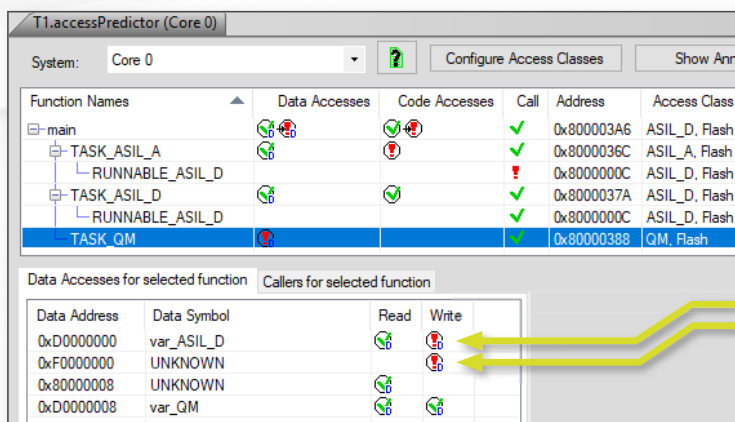 T1.accessPredictor (Core 0)
System: Core 0 Configure Access Classes Show Ann
Function Names Data Accesses Code Accesses Call Address Access Class
main 0x800003A6 ASIL_D, Flash
TASK_ASIL_A 0x8000036C ASIL_A, Flash
RUNNABLE_ASIL_D 0x8000000C ASIL_D, Flash
TASK_ASIL_D 0x8000037A ASIL_D, Flash
RUNNABLE_ASIL_D 0x8000000C ASIL_D, Flash
TASK_QM 0x80000388 QM, Flash
Data Accesses for selected function Callers for selected function
Data Address Data Symbol Read Write
0xD0000000 var_ASIL_D
0xF0000000 UNKNOWN
0x80000008 UNKNOWN
0xD0000008 var_QM